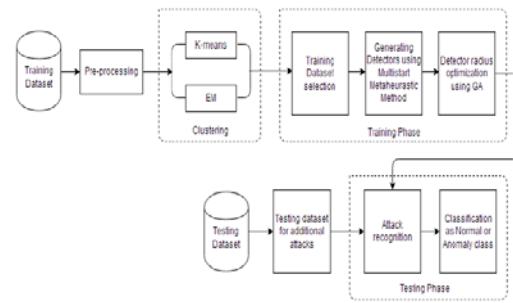 Training
Dataset
Pre-processing
K-means
EM
Clustering
Training
Dataset
selection
Generating
Detectors using
Multistart
Metaheurastic
Method
Detector radius
optimization
using GA
Training Phase
Testing
Dataset
Testing dataset
for additional
attacks
Attack
recognition
Classification
as Normal or
Anomaly class
Testing Phase